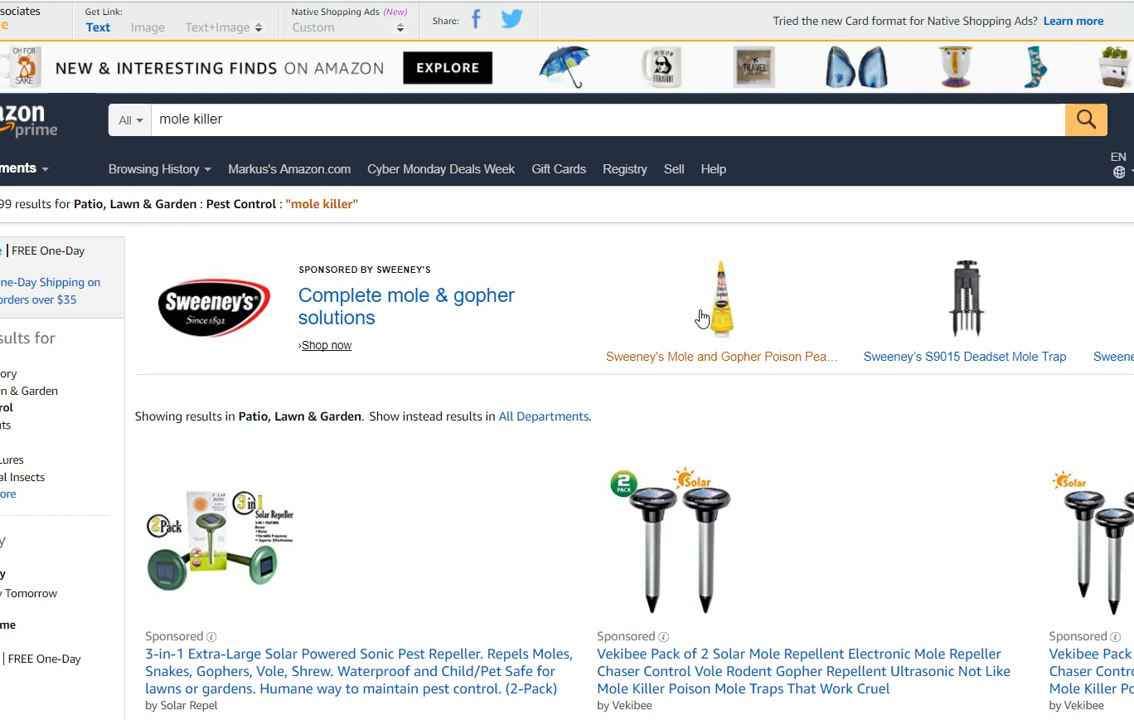 sociates
e
Get Link:
Text
Image
Text+Image
Native Shopping Ads (New)
Custom
Share:
Tried the new Card format for Native Shopping Ads? Learn more
OH FOR
SAKE
NEW & INTERESTING FINDS ON AMAZON
EXPLORE
TRAVEL
azon
prime
All
mole killer
ments
Browsing History
Markus's Amazon.com
Cyber Monday Deals Week
Gift Cards
Registry
Sell
Help
EN
99 results for Patio, Lawn & Garden : Pest Control : "mole killer"
e | FREE One-Day
ne-Day Shipping on
orders over $35
sults for
ory
n & Garden
rol
ts
Lures
al Insects
ore
y
y
y Tomorrow
me
| FREE One-Day
Sweeney's
Since 1892
SPONSORED BY SWEENEY'S
Complete mole & gopher
solutions
›Shop now
Sweeney's Mole and Gopher Poison Pea…
Sweeney's S9015 Deadset Mole Trap
Sweene
Showing results in Patio, Lawn & Garden. Show instead results in All Departments.
2Pack
3in1
Solar Repeller
Sponsored
3-in-1 Extra-Large Solar Powered Sonic Pest Repeller. Repels Moles,
Snakes, Gophers, Vole, Shrew. Waterproof and Child/Pet Safe for
lawns or gardens. Humane way to maintain pest control. (2-Pack)
by Solar Repel
2
PACK
Solar
Sponsored
Vekibee Pack of 2 Solar Mole Repellent Electronic Mole Repeller
Chaser Control Vole Rodent Gopher Repellent Ultrasonic Not Like
Mole Killer Poison Mole Traps That Work Cruel
by Vekibee
Solar
Sponsored
Vekibee Pack
Chaser Contro
Mole Killer Po
by Vekibee